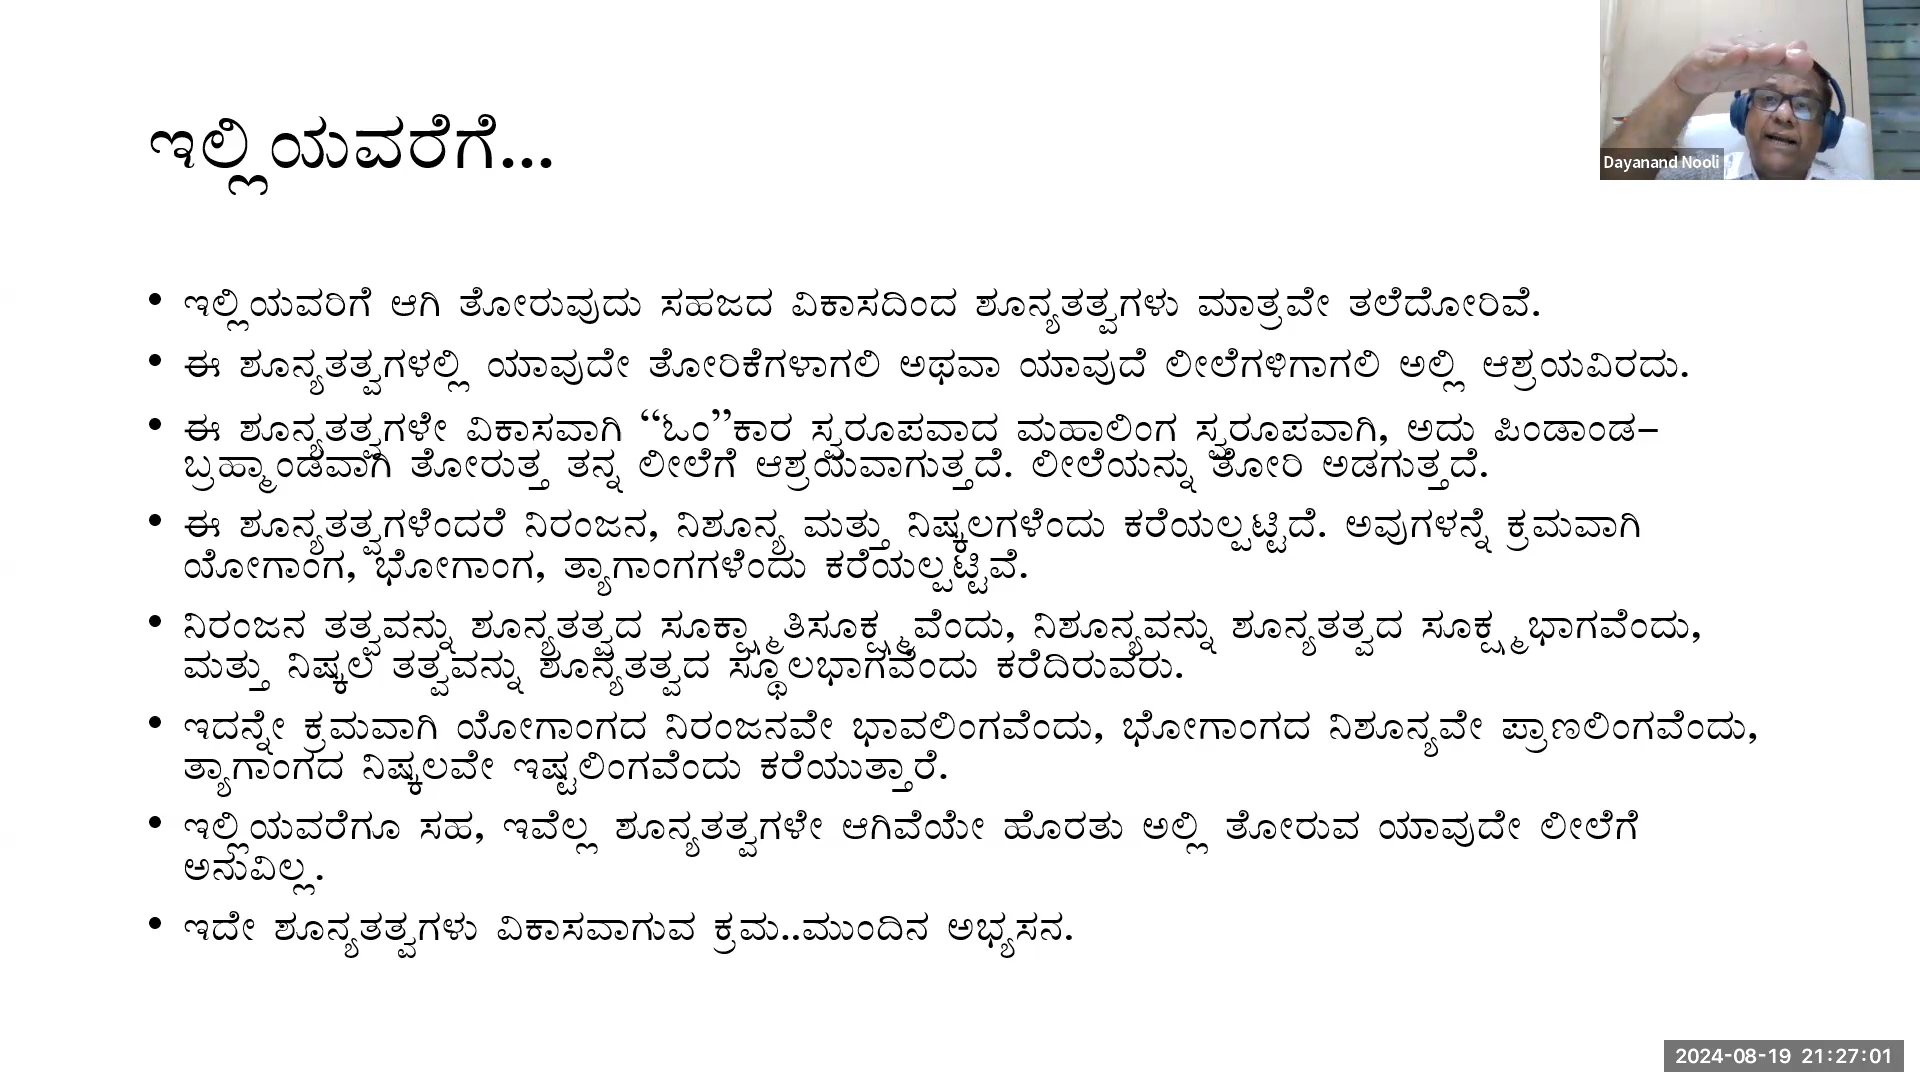 ಇಲ್ಲಿಯವರೆಗೆ...
Dayanand Nooli
• ಇಲ್ಲಿಯವರಿಗೆ ಆಗಿ ತೋರುವುದು ಸಹಜದ ವಿಕಾಸದಿಂದ ಶೂನ್ಯತತ್ವಗಳು ಮಾತ್ರವೇ ತಲೆದೋರಿವೆ.
• ಈ ಶೂನ್ಯತತ್ವಗಳಲ್ಲಿ ಯಾವುದೇ ತೋರಿಕೆಗಳಾಗಲಿ ಅಥವಾ ಯಾವುದೆ ಲೀಲೆಗಳಿಗಾಗಲಿ ಅಲ್ಲಿ ಆಶ್ರಯವಿರದು.
• ಈ ಶೂನ್ಯತತ್ವಗಳೇ ವಿಕಾಸವಾಗಿ “ಓಂ”ಕಾರ ಸ್ವರೂಪವಾದ ಮಹಾಲಿಂಗ ಸ್ವರೂಪವಾಗಿ, ಅದು ಪಿಂಡಾಂಡ–
ಬ್ರಹ್ಮಾಂಡವಾಗಿ ತೋರುತ್ತ ತನ್ನ ಲೀಲೆಗೆ ಆಶ್ರಯವಾಗುತ್ತದೆ. ಲೀಲೆಯನ್ನು ತೋರಿ ಅಡಗುತ್ತದೆ.
• ಈ ಶೂನ್ಯತತ್ವಗಳೆಂದರೆ ನಿರಂಜನ, ನಿಶೂನ್ಯ ಮತ್ತು ನಿಷ್ಕಲಗಳೆಂದು ಕರೆಯಲ್ಪಟ್ಟಿದೆ. ಅವುಗಳನ್ನೆ ಕ್ರಮವಾಗಿ
ಯೋಗಾಂಗ, ಭೋಗಾಂಗ, ತ್ಯಾಗಾಂಗಗಳೆಂದು ಕರೆಯಲ್ಪಟ್ಟಿವೆ.
• ನಿರಂಜನ ತತ್ವವನ್ನು ಶೂನ್ಯತತ್ವದ ಸೂಕ್ಷ್ಮಾತಿಸೂಕ್ಷ್ಮವೆಂದು, ನಿಶೂನ್ಯವನ್ನು ಶೂನ್ಯತತ್ವದ ಸೂಕ್ಷ್ಮಭಾಗವೆಂದು,
ಮತ್ತು ನಿಷ್ಕಲ ತತ್ವವನ್ನು ಶೂನ್ಯತತ್ವದ ಸ್ಥೂಲಭಾಗವೆಂದು ಕರೆದಿರುವರು.
• ಇದನ್ನೇ ಕ್ರಮವಾಗಿ ಯೋಗಾಂಗದ ನಿರಂಜನವೇ ಭಾವಲಿಂಗವೆಂದು, ಭೋಗಾಂಗದ ನಿಶೂನ್ಯವೇ ಪ್ರಾಣಲಿಂಗವೆಂದು,
ತ್ಯಾಗಾಂಗದ ನಿಷ್ಕಲವೇ ಇಷ್ಟಲಿಂಗವೆಂದು ಕರೆಯುತ್ತಾರೆ.
• ಇಲ್ಲಿಯವರೆಗೂ ಸಹ, ಇವೆಲ್ಲ ಶೂನ್ಯತತ್ವಗಳೇ ಆಗಿವೆಯೇ ಹೊರತು ಅಲ್ಲಿ ತೋರುವ ಯಾವುದೇ ಲೀಲೆಗೆ
ಅನುವಿಲ್ಲ.
• ಇದೇ ಶೂನ್ಯತತ್ವಗಳು ವಿಕಾಸವಾಗುವ ಕ್ರಮ..ಮುಂದಿನ ಅಭ್ಯಸನ.
2024-08-19 21:27:01